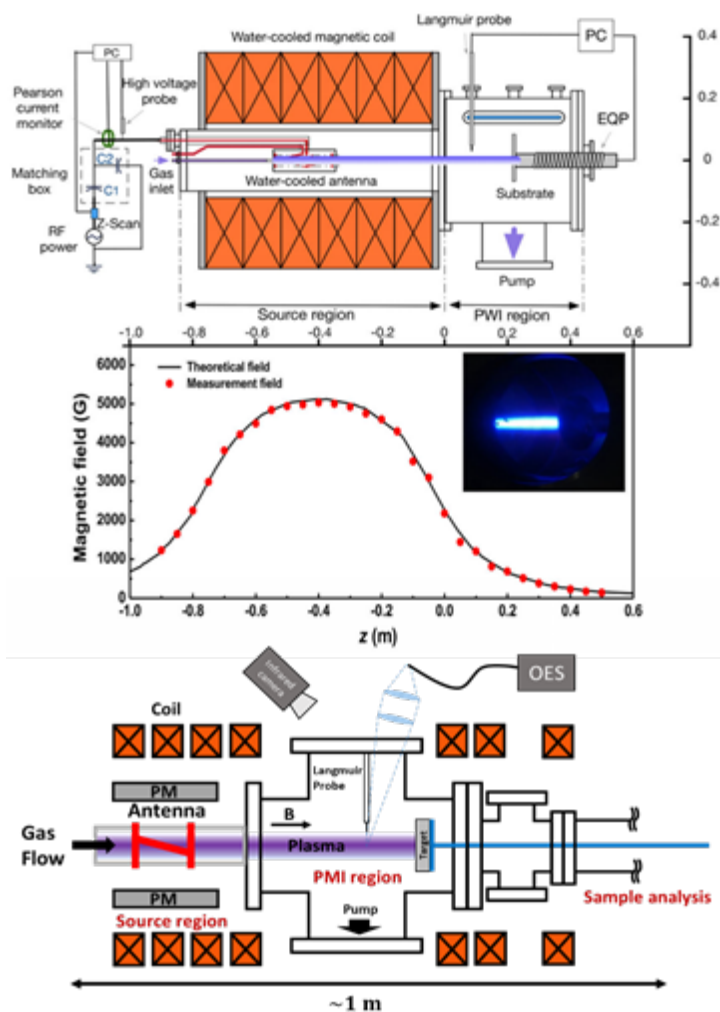 Water-cooled magnetic coil
Langmuir probe
PC
PC
High voltage
probe
Pearson
current
monitor
EQP
C2
C1
Matching
box
Gas
inlet
Water-cooled antenna
Substrate
Z-Scan
RF
power
Pump
Source region
PWI region
0.4
0.2
0
-0.2
-0.4
-1.0
-0.8
-0.6
-0.4
-0.2
0
0.2
0.4
Theoretical field
Measurement field
Magnetic field (G)
6000
5000
4000
3000
2000
1000
0
-1.0 -0.8 -0.6 -0.4 -0.2 0.0 0.2 0.4 0.6
z (m)
Infrared
camera
OES
Coil
Langmuir
Probe
PM
Antenna
B
Gas
Flow
Plasma
Target
PMI region
PM
Source region
Pump
Sample analysis
~1 m